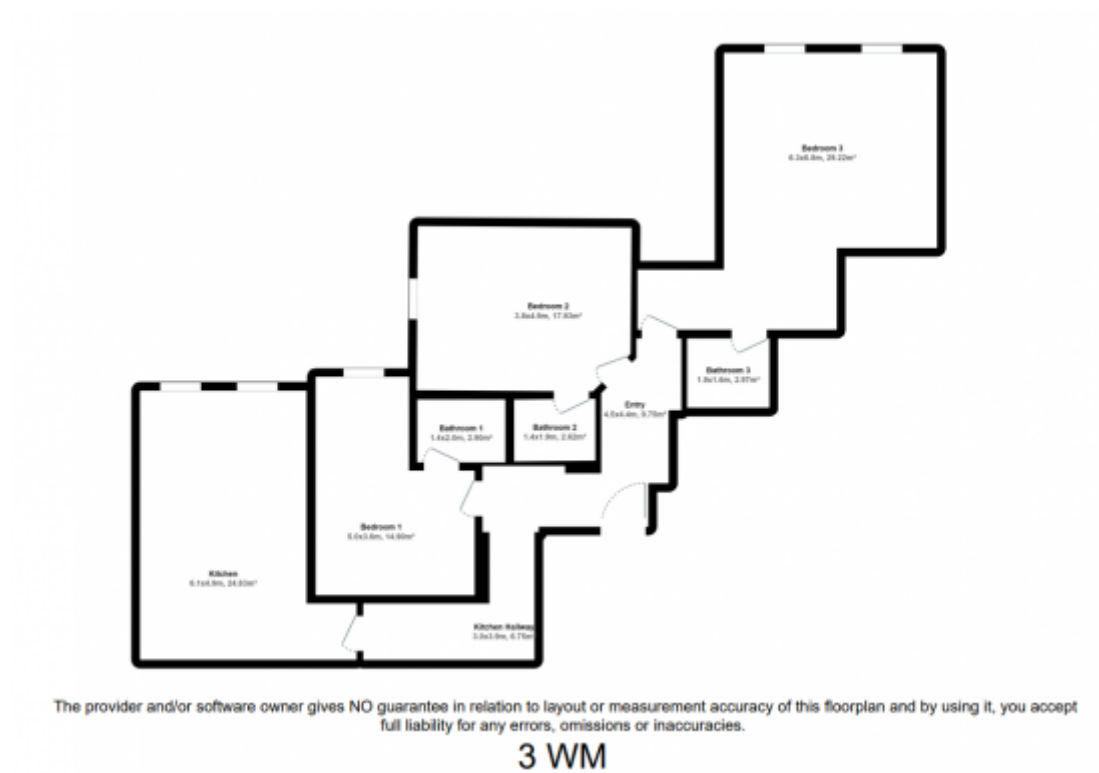 Bedroom 3
6.3x6.8m, 29.22m²
Bedroom 2
3.8x4.9m, 17.93m²
Bathroom 3
1.9x1.6m, 2.97m²
Entry
4.5x4.4m, 9.75m²
Bathroom 1
1.4x2.0m, 2.80m²
Bathroom 2
1.4x1.9m, 2.62m²
Bedroom 1
5.0x3.6m, 14.90m²
Kitchen
6.1x4.9m, 24.83m²
Kitchen Hallway
3.0x3.9m, 6.75m
The provider and/or software owner gives NO guarantee in relation to layout or measurement accuracy of this floorplan and by using it, you accept
full liability for any errors, omissions or inaccuracies.
3 WM